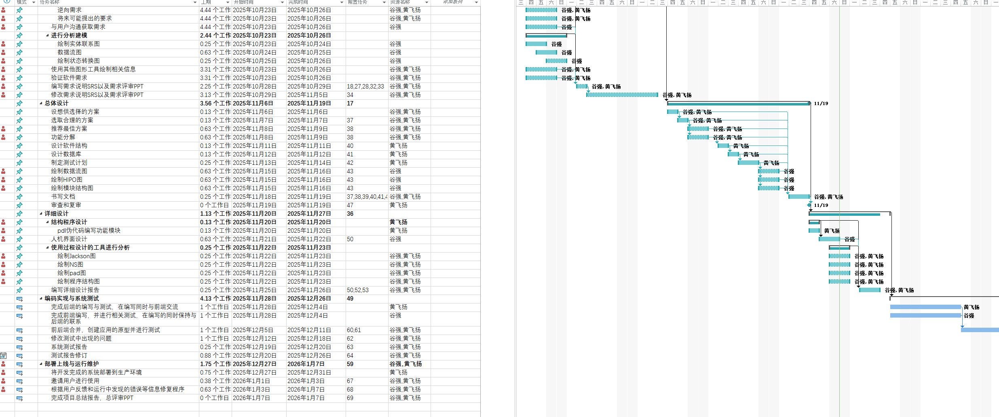 模式 任务名称 工期 开始时间 完成时间 前置任务 资源名称 添加新列 三 四 五 六 日 一 二 三 四 五 六 日 一 二 三 四 五 六 日 一 二 三 四 五 六 日 一 二 三 四 五 六 日 一 二 三 四 五 六 日 一
逆向需求 4.44 个工作 2025年10月23日 2025年10月26日 谷强,黄飞扬 谷强, 黄飞扬
将来可能提出的要求 4.44 个工作 2025年10月23日 2025年10月26日 谷强,黄飞扬 谷强, 黄飞扬
与用户沟通获取需求 4.44 个工作 2025年10月23日 2025年10月26日 谷强 谷强
进行分析建模 2.44 个工作 2025年10月23日 2025年10月26日
绘制实体联系图 0.25 个工作 2025年10月23日 2025年10月24日 谷强 谷强
数据流图 0.63 个工作 2025年10月24日 2025年10月25日 谷强 谷强
绘制状态转换图 0.25 个工作 2025年10月25日 2025年10月26日 谷强 谷强
使用其他图形工具绘制相关信息 3.31 个工作 2025年10月23日 2025年10月26日 谷强,黄飞扬 谷强, 黄飞扬
验证软件需求 3.31 个工作 2025年10月23日 2025年10月26日 谷强,黄飞扬 谷强, 黄飞扬
编写需求说明SRS以及需求评审PPT 2.25 个工作 2025年10月28日 2025年10月29日 18,27,28,32,33 谷强,黄飞扬 谷强, 黄飞扬
修改需求说明SRS以及需求评审PPT 3.13 个工作 2025年10月29日 2025年11月5日 34 谷强,黄飞扬 谷强, 黄飞扬
总体设计 3.56 个工作 2025年11月6日 2025年11月19日 17 11/19
设想供选择的方案 0.13 个工作 2025年11月6日 2025年11月6日 谷强,黄飞扬 谷强, 黄飞扬
选取合理的方案 0.13 个工作 2025年11月7日 2025年11月7日 37 谷强,黄飞扬 谷强, 黄飞扬
推荐最佳方案 0.63 个工作 2025年11月8日 2025年11月9日 38 谷强,黄飞扬 谷强, 黄飞扬
功能分解 0.63 个工作 2025年11月8日 2025年11月9日 38 谷强,黄飞扬 谷强, 黄飞扬
设计软件结构 0.13 个工作 2025年11月11日 2025年11月11日 40 黄飞扬 黄飞扬
设计数据库 0.13 个工作 2025年11月12日 2025年11月12日 41 黄飞扬 黄飞扬
制定测试计划 0.25 个工作 2025年11月13日 2025年11月14日 42 黄飞扬 黄飞扬
绘制数据流图 0.63 个工作 2025年11月15日 2025年11月16日 43 谷强 谷强
绘制HIPO图 0.63 个工作 2025年11月15日 2025年11月16日 43 谷强 谷强
绘制模块结构图 0.63 个工作 2025年11月15日 2025年11月16日 43 谷强 谷强
书写文档 0.25 个工作 2025年11月18日 2025年11月19日 37,38,39,40,41,4 谷强,黄飞扬 谷强, 黄飞扬
审查和复审 0 个工作日 2025年11月19日 2025年11月19日 47 黄飞扬 11/19
详细设计 1.13 个工作 2025年11月20日 2025年11月27日 36
结构程序设计 0.13 个工作 2025年11月20日 2025年11月20日 黄飞扬
pdl伪代码编写功能模块 0.13 个工作 2025年11月20日 2025年11月20日 黄飞扬 黄飞扬
人机界面设计 0.63 个工作 2025年11月21日 2025年11月22日 50 谷强 谷强
使用过程设计的工具进行分析 0.25 个工作 2025年11月22日 2025年11月23日
绘制Jackson图 0.25 个工作 2025年11月22日 2025年11月23日 谷强,黄飞扬 谷强, 黄飞扬
绘制NS图 0.25 个工作 2025年11月22日 2025年11月23日 谷强,黄飞扬 谷强, 黄飞扬
绘制pad图 0.25 个工作 2025年11月22日 2025年11月23日 谷强,黄飞扬 谷强, 黄飞扬
绘制程序结构图 0.25 个工作 2025年11月22日 2025年11月23日 谷强,黄飞扬 谷强, 黄飞扬
编写详细设计报告 0.25 个工作 2025年11月25日 2025年11月26日 50,52,53 谷强,黄飞扬 谷强, 黄飞扬
编码实现与系统测试 4.13 个工作 2025年11月28日 2025年12月26日 49
完成后端的编写与测试，在编写同时与前端交流 1 个工作日 2025年11月28日 2025年12月4日 黄飞扬 黄飞扬
完成前端编写，并进行相关测试，在编写的同时保持与 1 个工作日 2025年11月28日 2025年12月4日 谷强 谷强
后端的联系
前后端合并，创建应用的原型并进行测试 1 个工作日 2025年12月5日 2025年12月11日 60,61 谷强,黄飞扬
修改测试中出现的问题 1 个工作日 2025年12月12日 2025年12月18日 62 谷强,黄飞扬
系统测试报告 0.25 个工作 2025年12月19日 2025年12月20日 63 谷强,黄飞扬
测试报告修订 0.88 个工作 2025年12月20日 2025年12月26日 64 谷强,黄飞扬
部署上线与运行维护 1.75 个工作 2025年12月27日 2026年1月7日 59 谷强,黄飞扬
将开发完成的系统部署到生产环境 0.75 个工作 2025年12月27日 2025年12月31日 黄飞扬
邀请用户进行使用 0.38 个工作 2026年1月1日 2026年1月3日 67 谷强,黄飞扬
根据用户反馈和运行中发现的错误等信息修复程序 0.63 个工作 2026年1月3日 2026年1月7日 68 谷强,黄飞扬
完成项目总结报告，总评审PPT 0 个工作日 2026年1月7日 2026年1月7日 69 谷强,黄飞扬